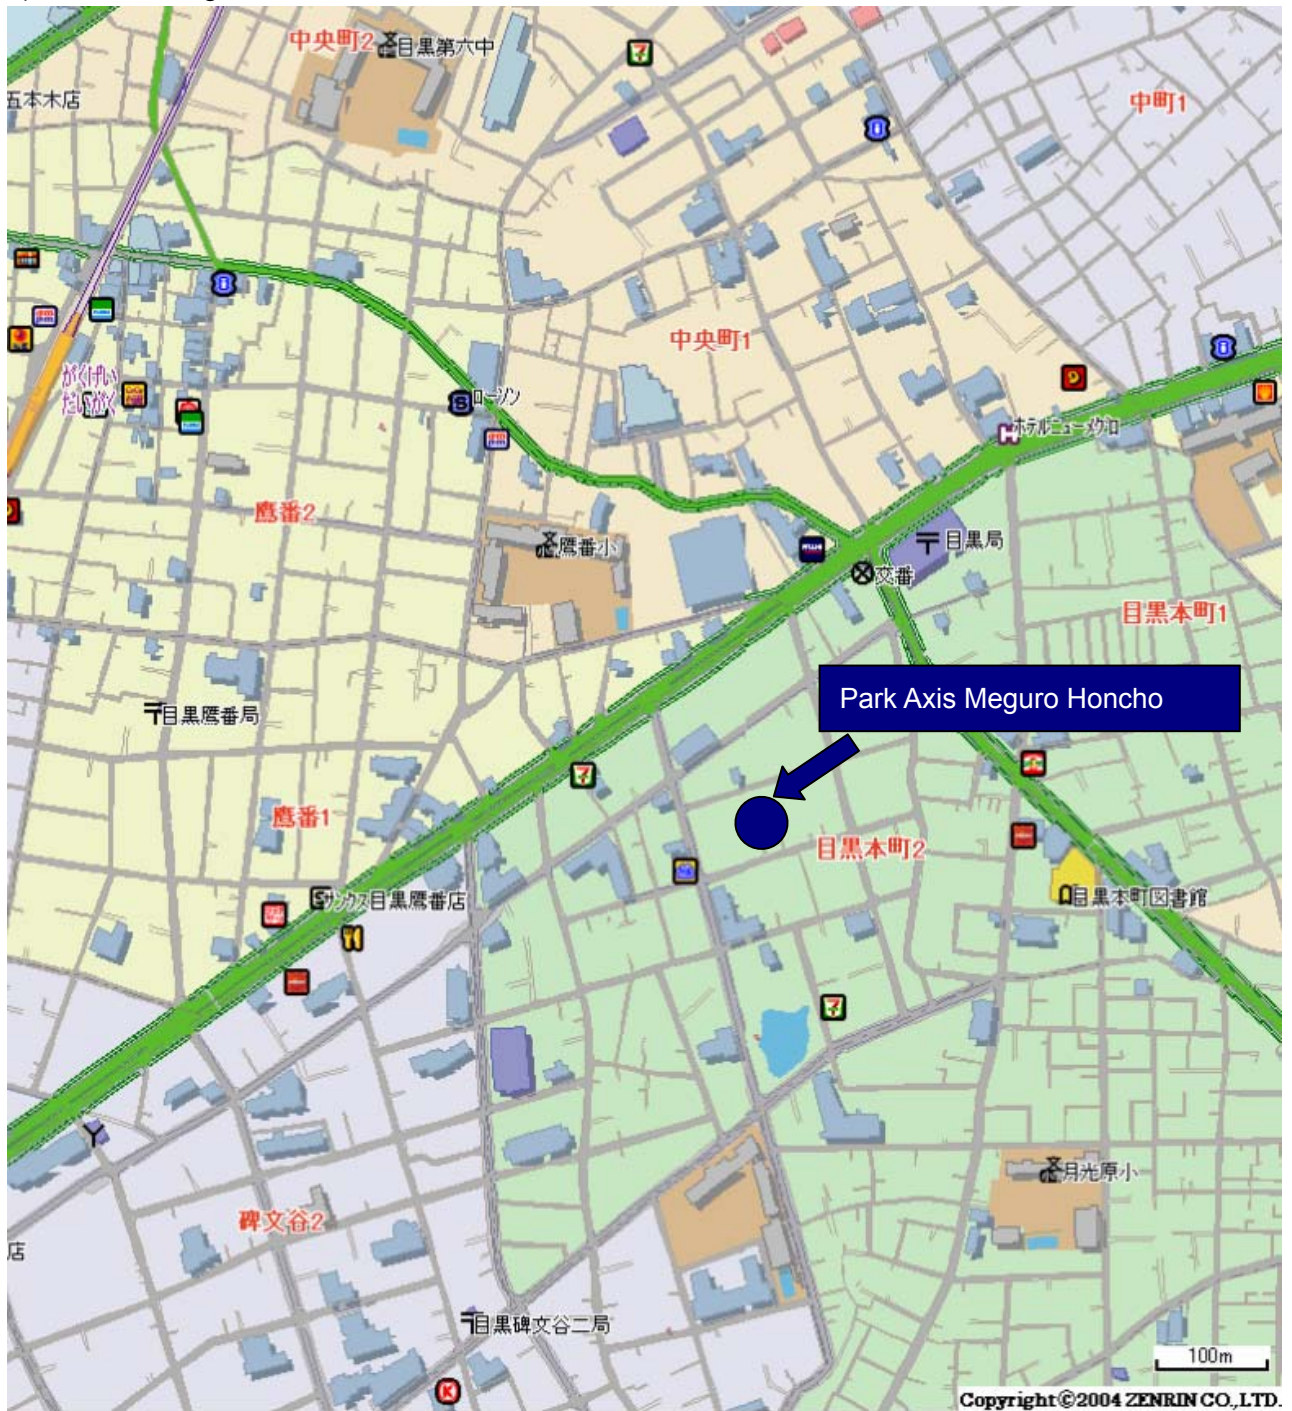 中央町2
目黒第六中
五本木店
中町1
中央町1
がくげい
だいがく
ローソン
ホテルニューメグロ
鷹番2
鷹番小
目黒局
交番
目黒本町1
Park Axis Meguro Honcho
目黒鷹番局
鷹番1
目黒本町2
サンクス目黒鷹番店
目黒本町図書館
月光原小
碑文谷2
店
目黒碑文谷二局
100m
Copyright©2004 ZENRIN CO.,LTD.